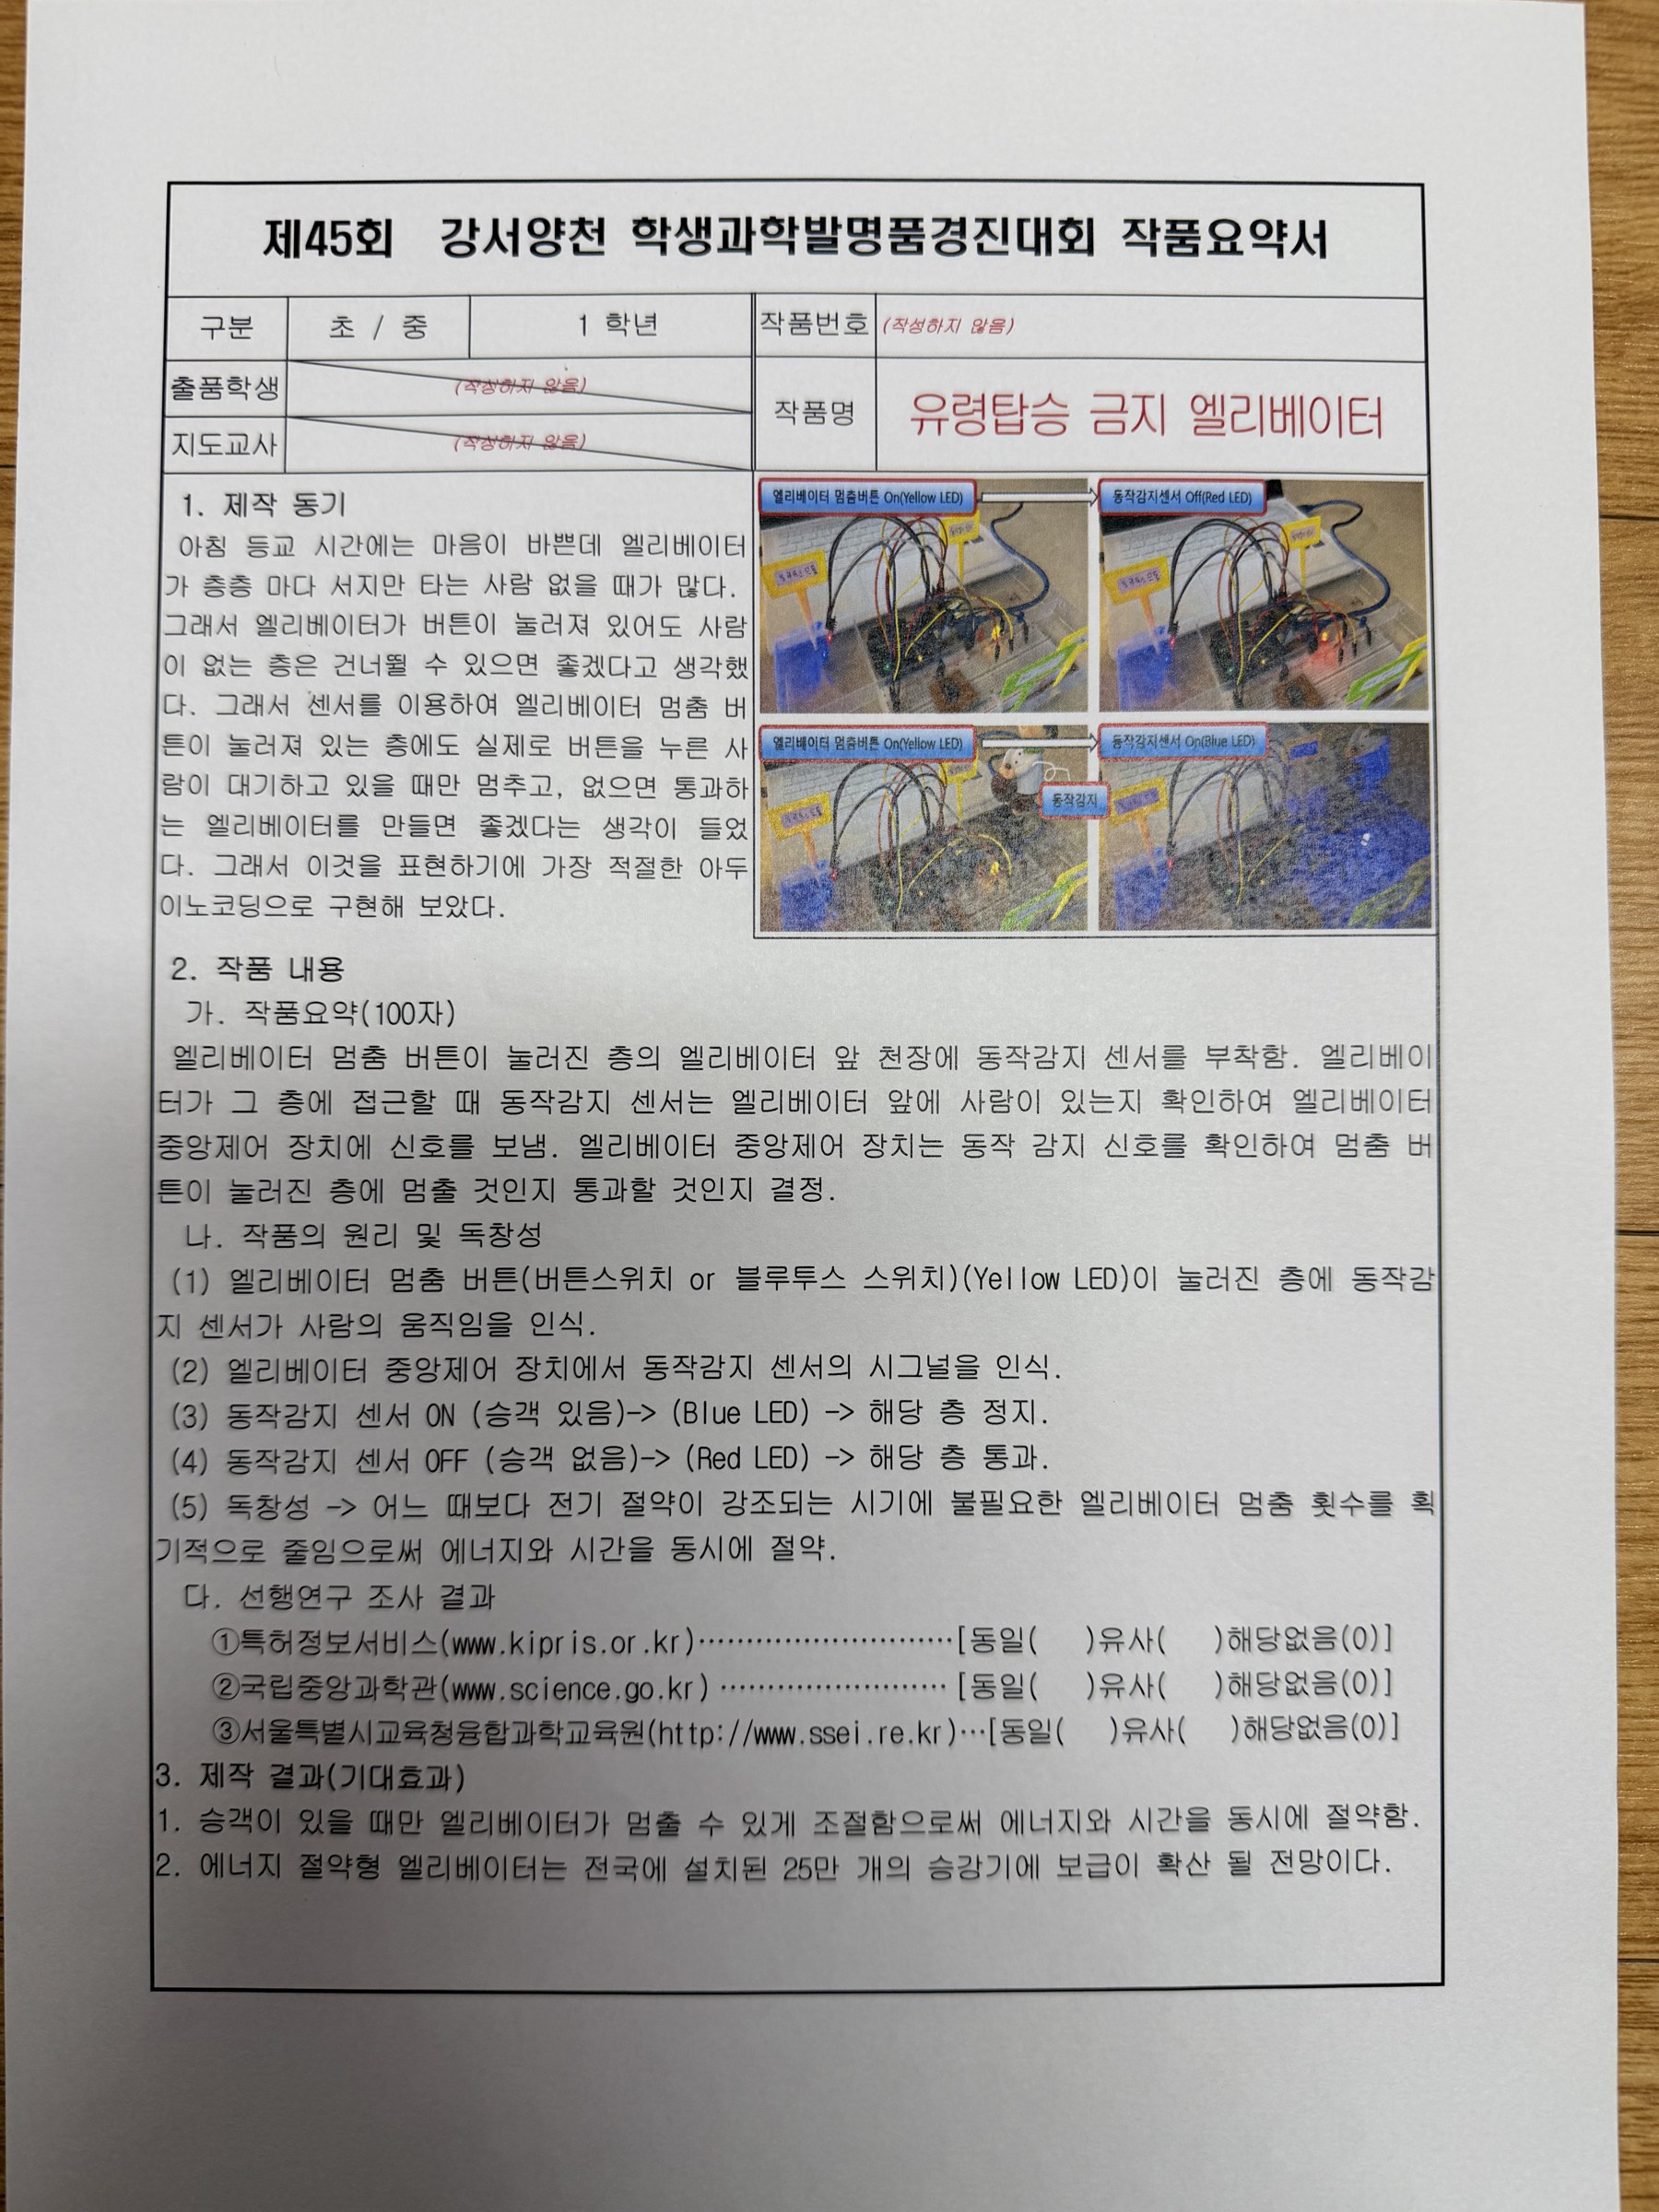 제45회 강서양천 학생과학발명품경진대회 작품요약서
구분 초 / 중 1 학년 작품번호 (작성하지 않음)
출품학생 (작성하지 않음)
작품명 유령탑승 금지 엘리베이터
지도교사 (작성하지 않음)
1. 제작 동기
아침 등교 시간에는 마음이 바쁜데 엘리베이터
가 층층 마다 서지만 타는 사람 없을 때가 많다.
그래서 엘리베이터가 버튼이 눌러져 있어도 사람
이 없는 층은 건너뛸 수 있으면 좋겠다고 생각했
다. 그래서 센서를 이용하여 엘리베이터 멈춤 버
튼이 눌러져 있는 층에도 실제로 버튼을 누른 사
람이 대기하고 있을 때만 멈추고, 없으면 통과하
는 엘리베이터를 만들면 좋겠다는 생각이 들었
다. 그래서 이것을 표현하기에 가장 적절한 아두
이노코딩으로 구현해 보았다.
엘리베이터 멈춤버튼 On(Yellow LED)
동작감지센서 Off(Red LED)
엘리베이터 멈춤버튼 On(Yellow LED)
동작감지센서 On(Blue LED)
동작감지
2. 작품 내용
가. 작품요약(100자)
엘리베이터 멈춤 버튼이 눌러진 층의 엘리베이터 앞 천장에 동작감지 센서를 부착함. 엘리베이
터가 그 층에 접근할 때 동작감지 센서는 엘리베이터 앞에 사람이 있는지 확인하여 엘리베이터
중앙제어 장치에 신호를 보냄. 엘리베이터 중앙제어 장치는 동작 감지 신호를 확인하여 멈춤 버
튼이 눌러진 층에 멈출 것인지 통과할 것인지 결정.
나. 작품의 원리 및 독창성
(1) 엘리베이터 멈춤 버튼(버튼스위치 or 블루투스 스위치)(Yellow LED)이 눌러진 층에 동작감
지 센서가 사람의 움직임을 인식.
(2) 엘리베이터 중앙제어 장치에서 동작감지 센서의 시그널을 인식.
(3) 동작감지 센서 ON (승객 있음)-> (Blue LED) -> 해당 층 정지.
(4) 동작감지 센서 OFF (승객 없음)-> (Red LED) -> 해당 층 통과.
(5) 독창성 -> 어느 때보다 전기 절약이 강조되는 시기에 불필요한 엘리베이터 멈춤 횟수를 획
기적으로 줄임으로써 에너지와 시간을 동시에 절약.
다. 선행연구 조사 결과
①특허정보서비스(www.kipris.or.kr)···························[동일( )유사( )해당없음(0)]
②국립중앙과학관(www.science.go.kr) ························[동일( )유사( )해당없음(0)]
③서울특별시교육청융합과학교육원(http://www.ssei.re.kr)···[동일( )유사( )해당없음(0)]
3. 제작 결과(기대효과)
1. 승객이 있을 때만 엘리베이터가 멈출 수 있게 조절함으로써 에너지와 시간을 동시에 절약함.
2. 에너지 절약형 엘리베이터는 전국에 설치된 25만 개의 승강기에 보급이 확산 될 전망이다.